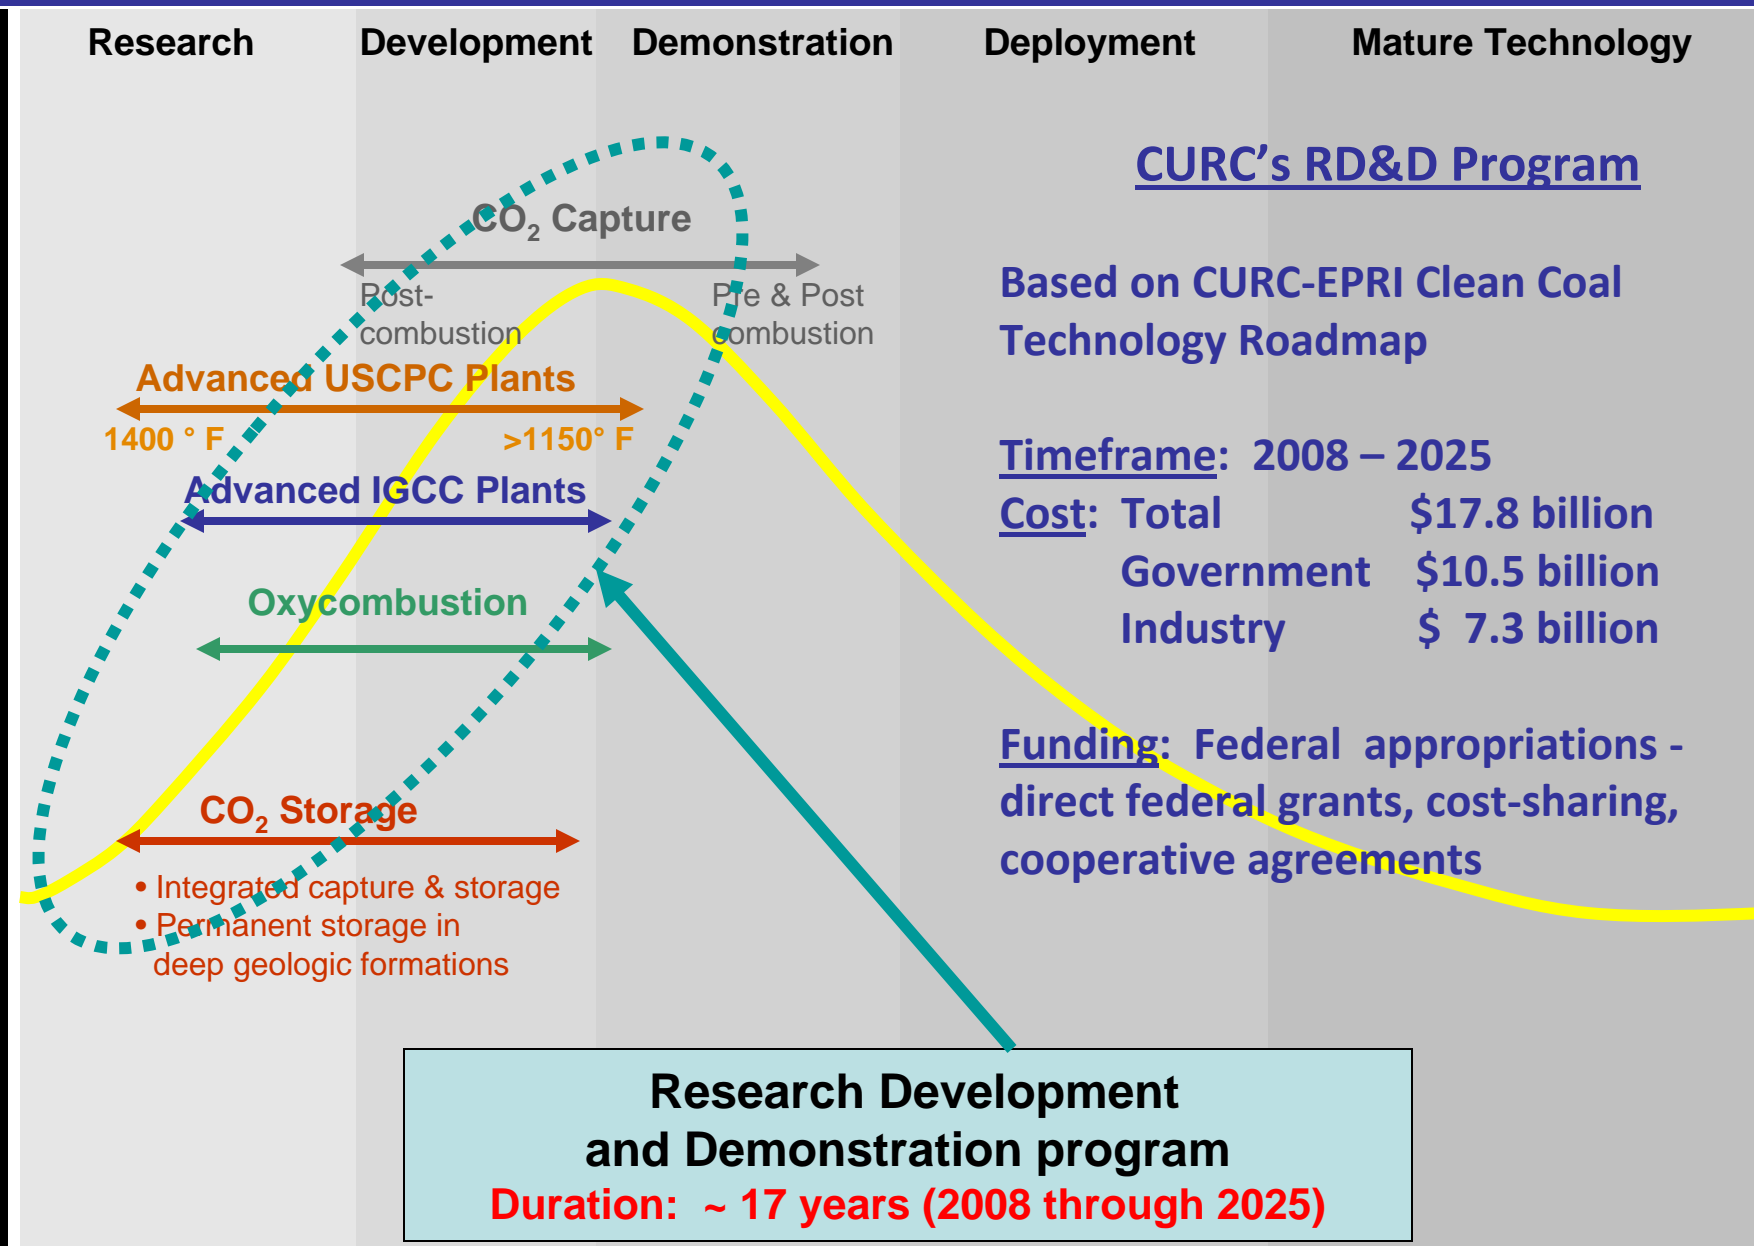 Research Development Demonstration Deployment Mature Technology
CURC’s RD&D Program
CO2 Capture
Post-
combustion
Pre & Post
combustion
Based on CURC-EPRI Clean Coal
Technology Roadmap
Advanced USCPC Plants
1400 ° F >1150° F
Advanced IGCC Plants
Timeframe: 2008 – 2025
Cost: Total $17.8 billion
Government $10.5 billion
Industry $ 7.3 billion
Oxycombustion
Funding: Federal appropriations -
direct federal grants, cost-sharing,
cooperative agreements
CO2 Storage
• Integrated capture & storage
• Permanent storage in
deep geologic formations
Research Development
and Demonstration program
Duration: ~ 17 years (2008 through 2025)